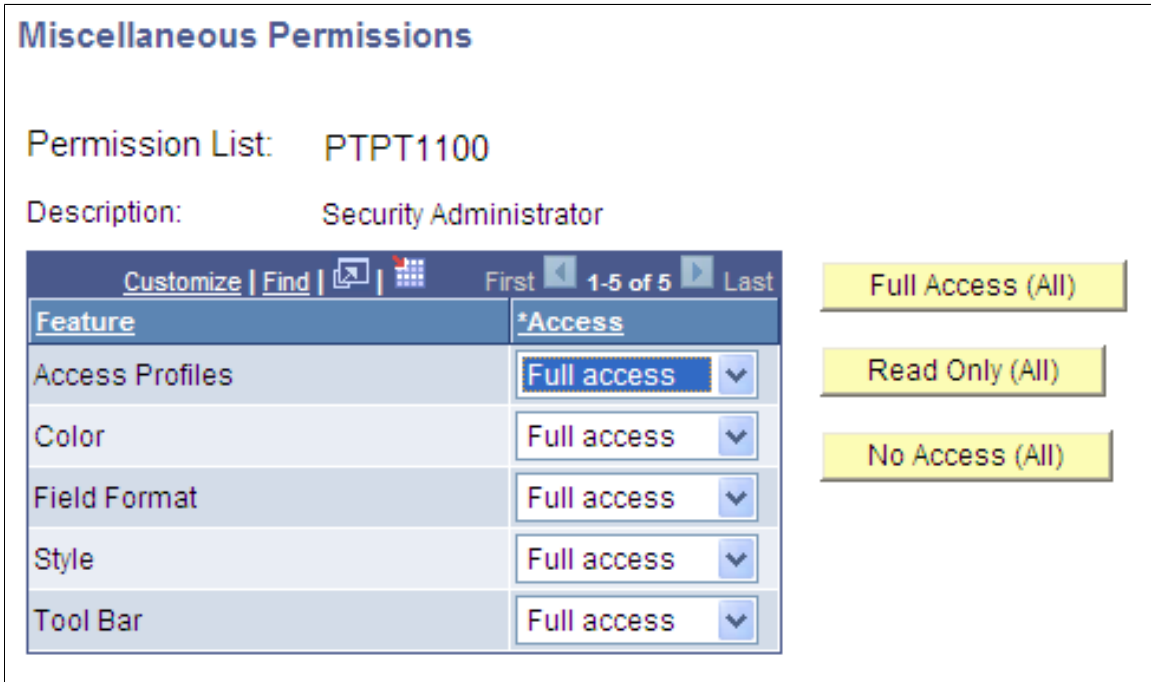 Miscellaneous Permissions
Permission List: PTPT1100
Description: Security Administrator
Customize | Find | | First 1-5 of 5 Last
Feature *Access
Access Profiles Full access
Color Full access
Field Format Full access
Style Full access
Tool Bar Full access
Full Access (All)
Read Only (All)
No Access (All)